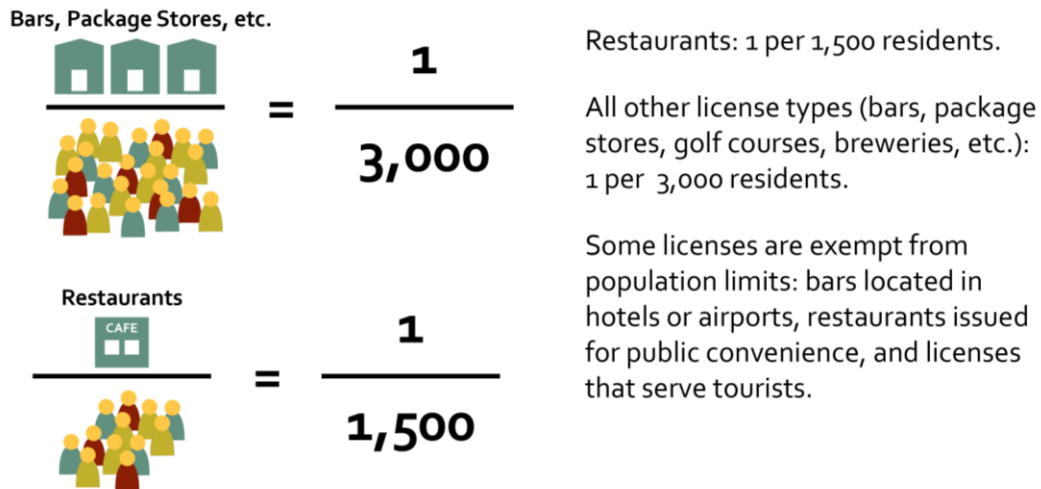 Bars, Package Stores, etc.
=
1
3,000
Restaurants
CAFE
=
1
1,500
Restaurants: 1 per 1,500 residents.
All other license types (bars, package
stores, golf courses, breweries, etc.):
1 per  3,000 residents.
Some licenses are exempt from
population limits: bars located in
hotels or airports, restaurants issued
for public convenience, and licenses
that serve tourists.